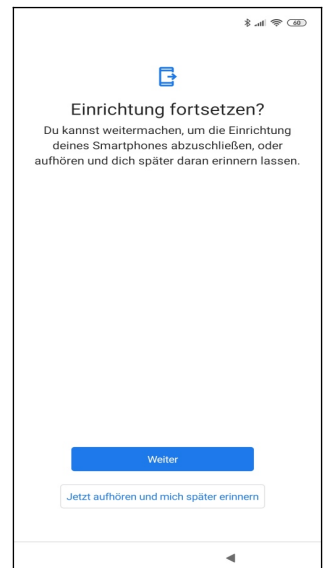 60
Einrichtung fortsetzen?
Du kannst weitermachen, um die Einrichtung
deines Smartphones abzuschließen, oder
aufhören und dich später daran erinnern lassen.
Weiter
Jetzt aufhören und mich später erinnern